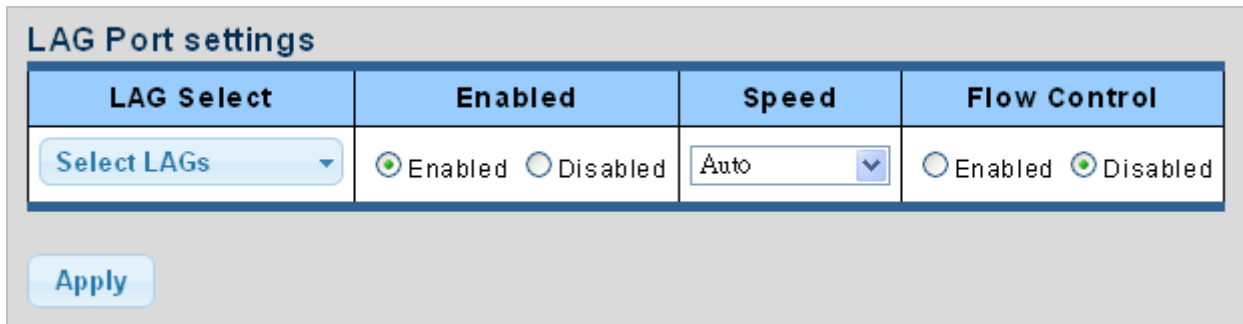 LAG Port settings
LAG Select Enabled Speed Flow Control
Select LAGs Enabled Disabled Auto Enabled Disabled
Apply